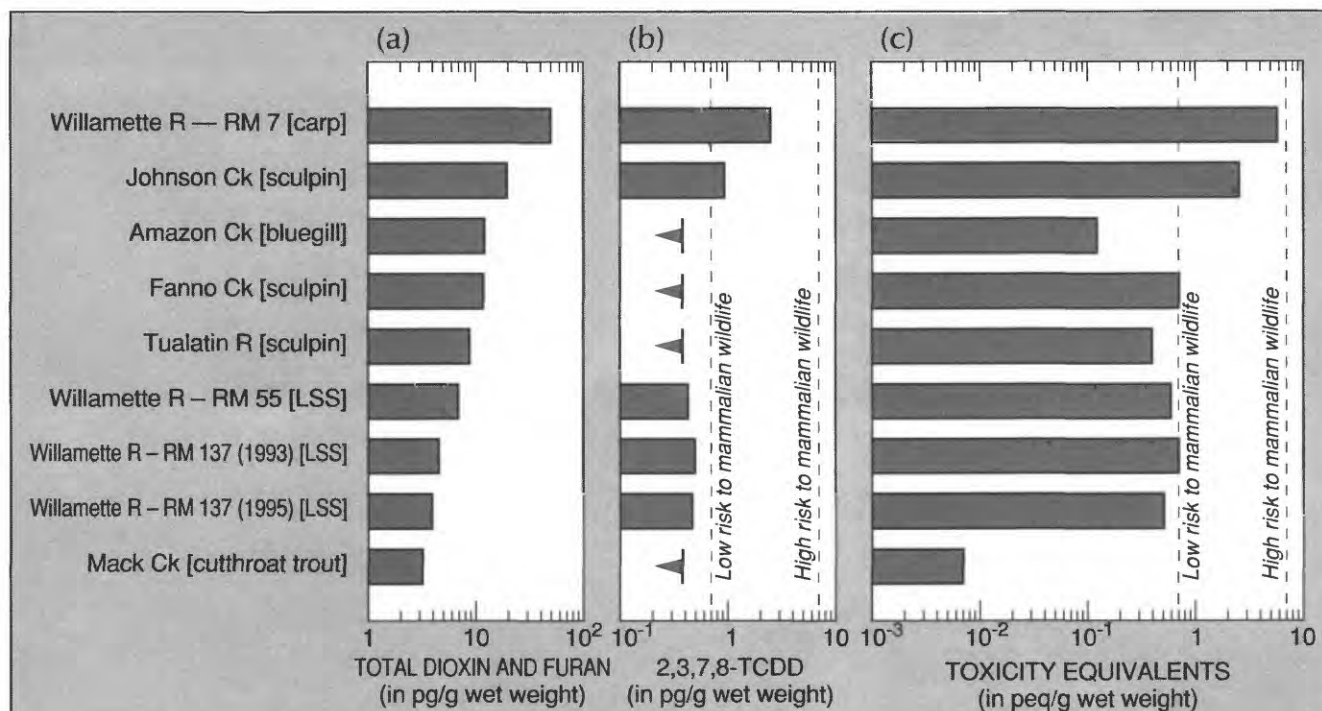 (a)
(b)
(c)
Willamette R — RM 7 [carp]
Johnson Ck [sculpin]
Amazon Ck [bluegill]
Fanno Ck [sculpin]
Tualatin R [sculpin]
Willamette R – RM 55 [LSS]
Willamette R – RM 137 (1993) [LSS]
Willamette R – RM 137 (1995) [LSS]
Mack Ck [cutthroat trout]
Low risk to mammalian wildlife
High risk to mammalian wildlife
Low risk to mammalian wildlife
High risk to mammalian wildlife
1 10 10²
10⁻¹ 1 10
10⁻³ 10⁻² 10⁻¹ 1 10
TOTAL DIOXIN AND FURAN
(in pg/g wet weight)
2,3,7,8-TCDD
(in pg/g wet weight)
TOXICITY EQUIVALENTS
(in peq/g wet weight)